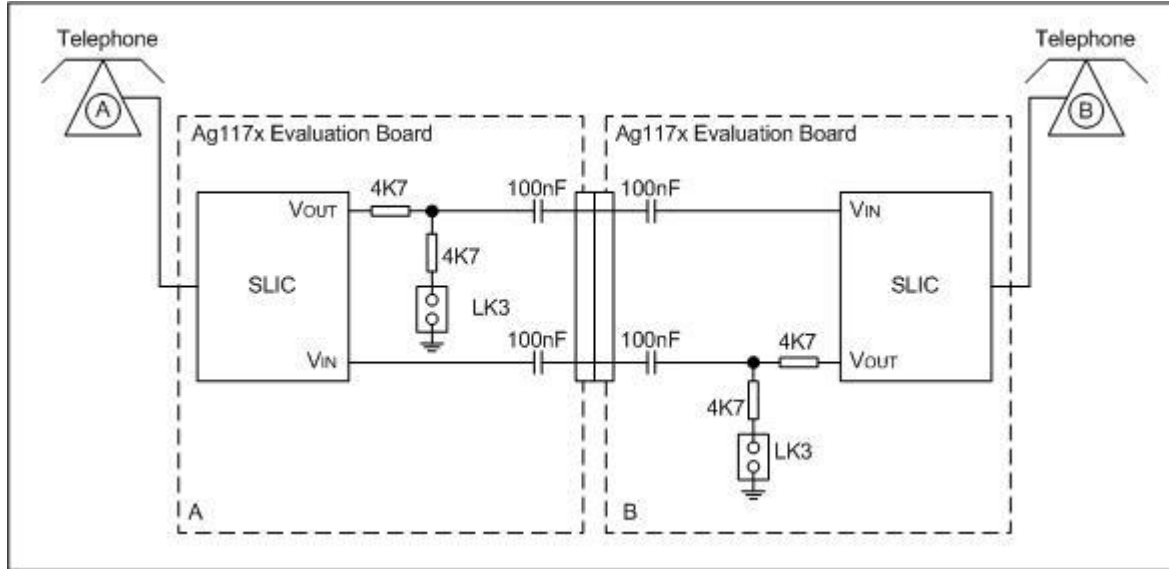 Telephone
Telephone
A
B
Ag117x Evaluation Board
Ag117x Evaluation Board
4K7
100nF
100nF
VOUT
VIN
4K7
SLIC
LK3
SLIC
100nF
100nF
4K7
VIN
VOUT
4K7
LK3
A
B